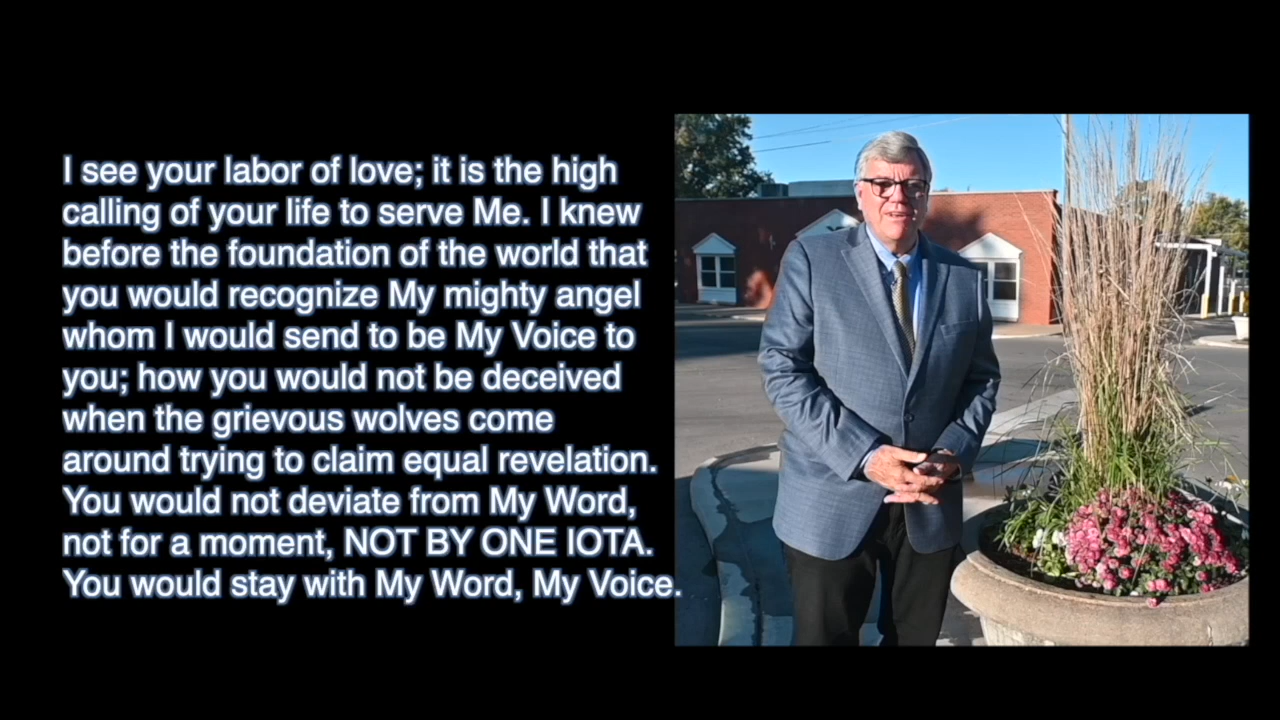 I see your labor of love; it is the high
calling of your life to serve Me. I knew
before the foundation of the world that
you would recognize My mighty angel
whom I would send to be My Voice to
you; how you would not be deceived
when the grievous wolves come
around trying to claim equal revelation.
You would not deviate from My Word,
not for a moment, NOT BY ONE IOTA.
You would stay with My Word, My Voice.